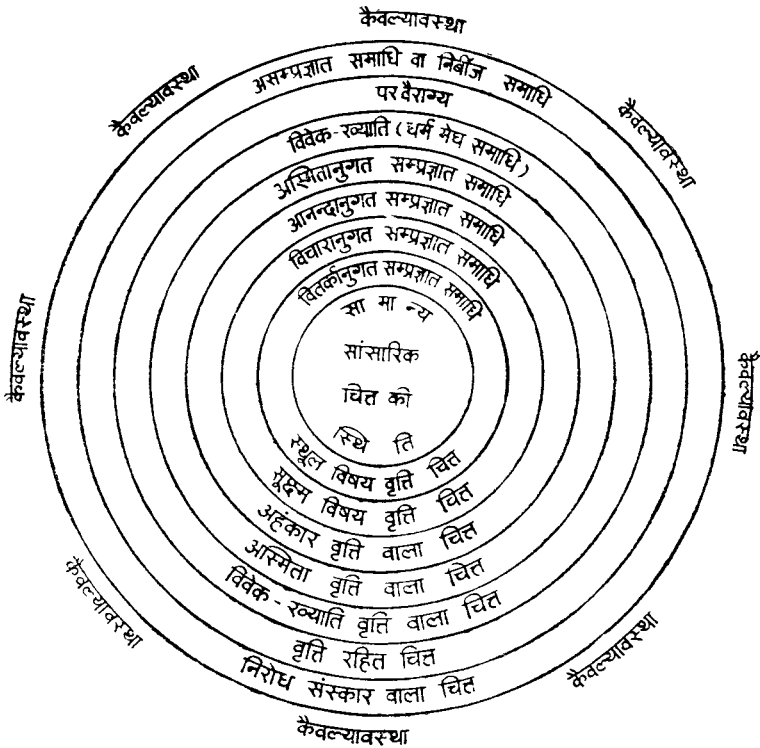 कैवल्यावस्था
असम्प्रज्ञात समाधि वा निर्बीज समाधि
कैवल्यावस्था
कैवल्यावस्था
परवैराग्य
विवेक-ख्याति (धर्म मेघ समाधि)
अस्मितानुगत सम्प्रज्ञात समाधि
आनन्दानुगत सम्प्रज्ञात समाधि
विचारानुगत सम्प्रज्ञात समाधि
वितर्कानुगत सम्प्रज्ञात समाधि
सा मा न्य
सांसारिक
चित्त की
स्थि ति
कैवल्यावस्था
कैवल्यावस्था
स्थूल विषय वृत्ति चित्त
सूक्ष्म विषय वृत्ति चित्त
अहंकार वृत्ति वाला चित्त
अस्मिता वृत्ति वाला चित्त
विवेक - ख्याति वृत्ति वाला चित्त
वृत्ति रहित चित्त
निरोध संस्कार वाला चित्त
कैवल्यावस्था
कैवल्यावस्था
कैवल्यावस्था